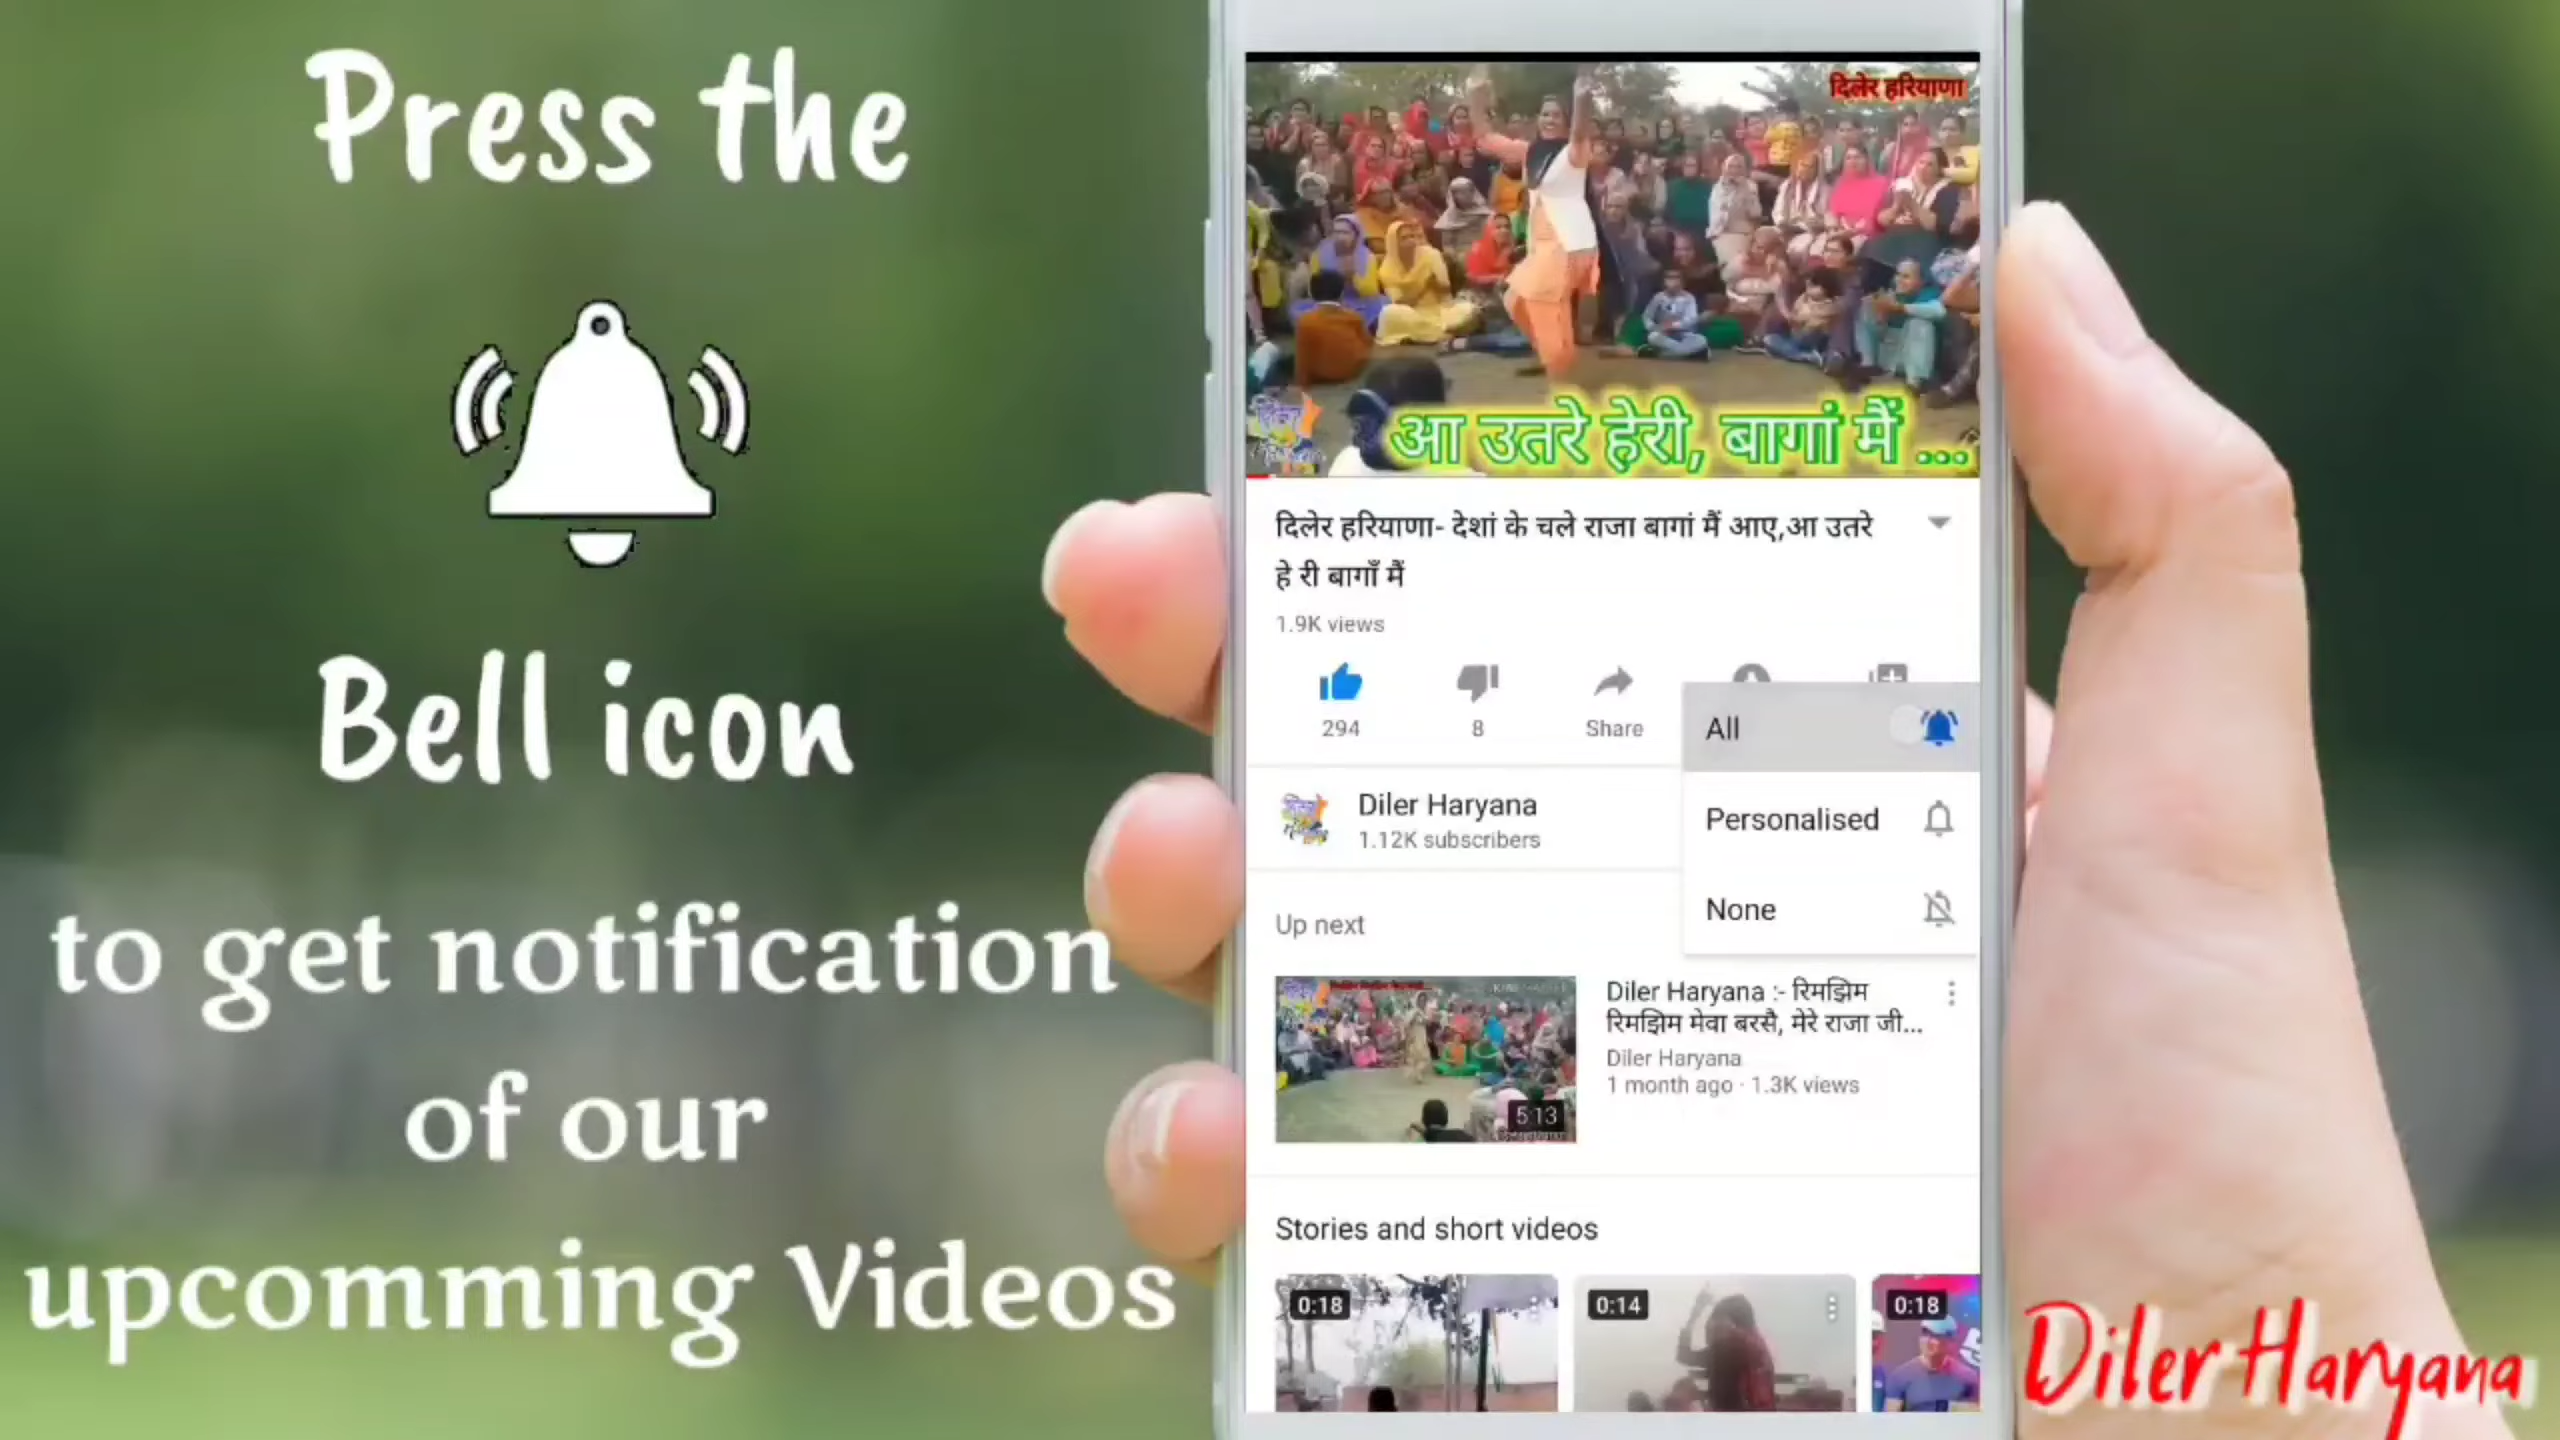 Press the
Bell icon
to get notification
of our
upcomming Videos
दिलेर हरियाणा
आ उतरे हेरी, बागां मैं ...
दिलेर हरियाणा- देशां के चले राजा बागां मैं आए,आ उतरे
हे री बागाँ मैं
1.9K views
294
8
Share
All
Personalised
None
Diler Haryana
1.12K subscribers
Up next
Diler Haryana :- रिमझिम
रिमझिम मेवा बरसै, मेरे राजा जी...
Diler Haryana
1 month ago · 1.3K views
5:13
Stories and short videos
0:18
0:14
0:18
Diler Haryana